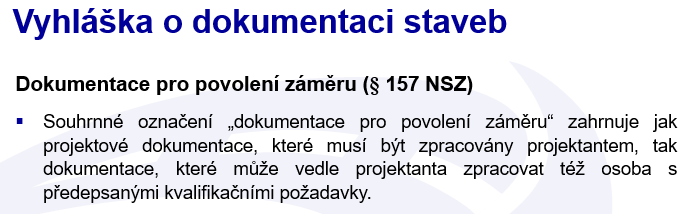 Vyhláška o dokumentaci staveb
Dokumentace pro povolení záměru (§ 157 NSZ)
▪ Souhrnné označení „dokumentace pro povolení záměru“ zahrnuje jak
projektové dokumentace, které musí být zpracovány projektantem, tak
dokumentace, které může vedle projektanta zpracovat též osoba s
předepsanými kvalifikačními požadavky.